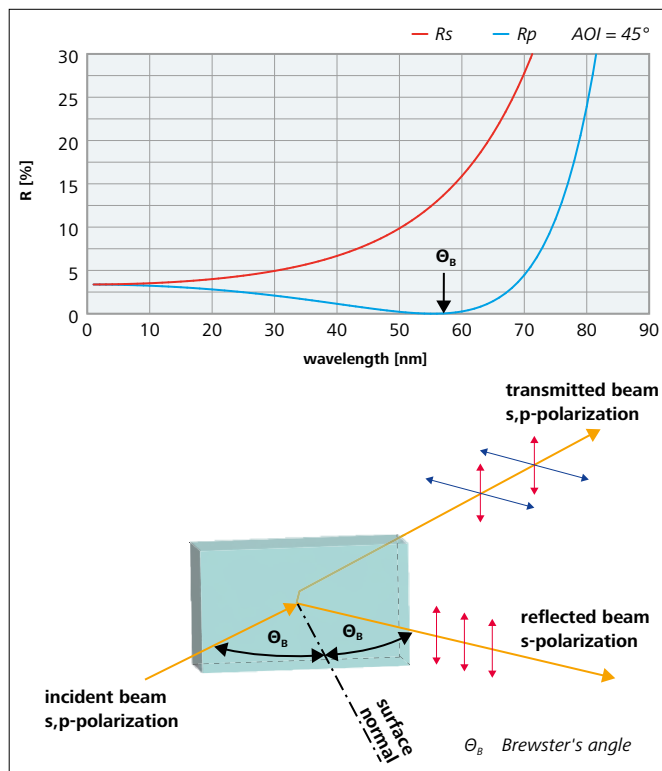 Rs Rp AOI = 45°
R [%]
30
25
20
15
10
5
0
ΘB
0 10 20 30 40 50 60 70 80 90
wavelength [nm]
transmitted beam
s,p-polarization
ΘB ΘB
reflected beam
s-polarization
incident beam
s,p-polarization
surface
normal
ΘB Brewster's angle